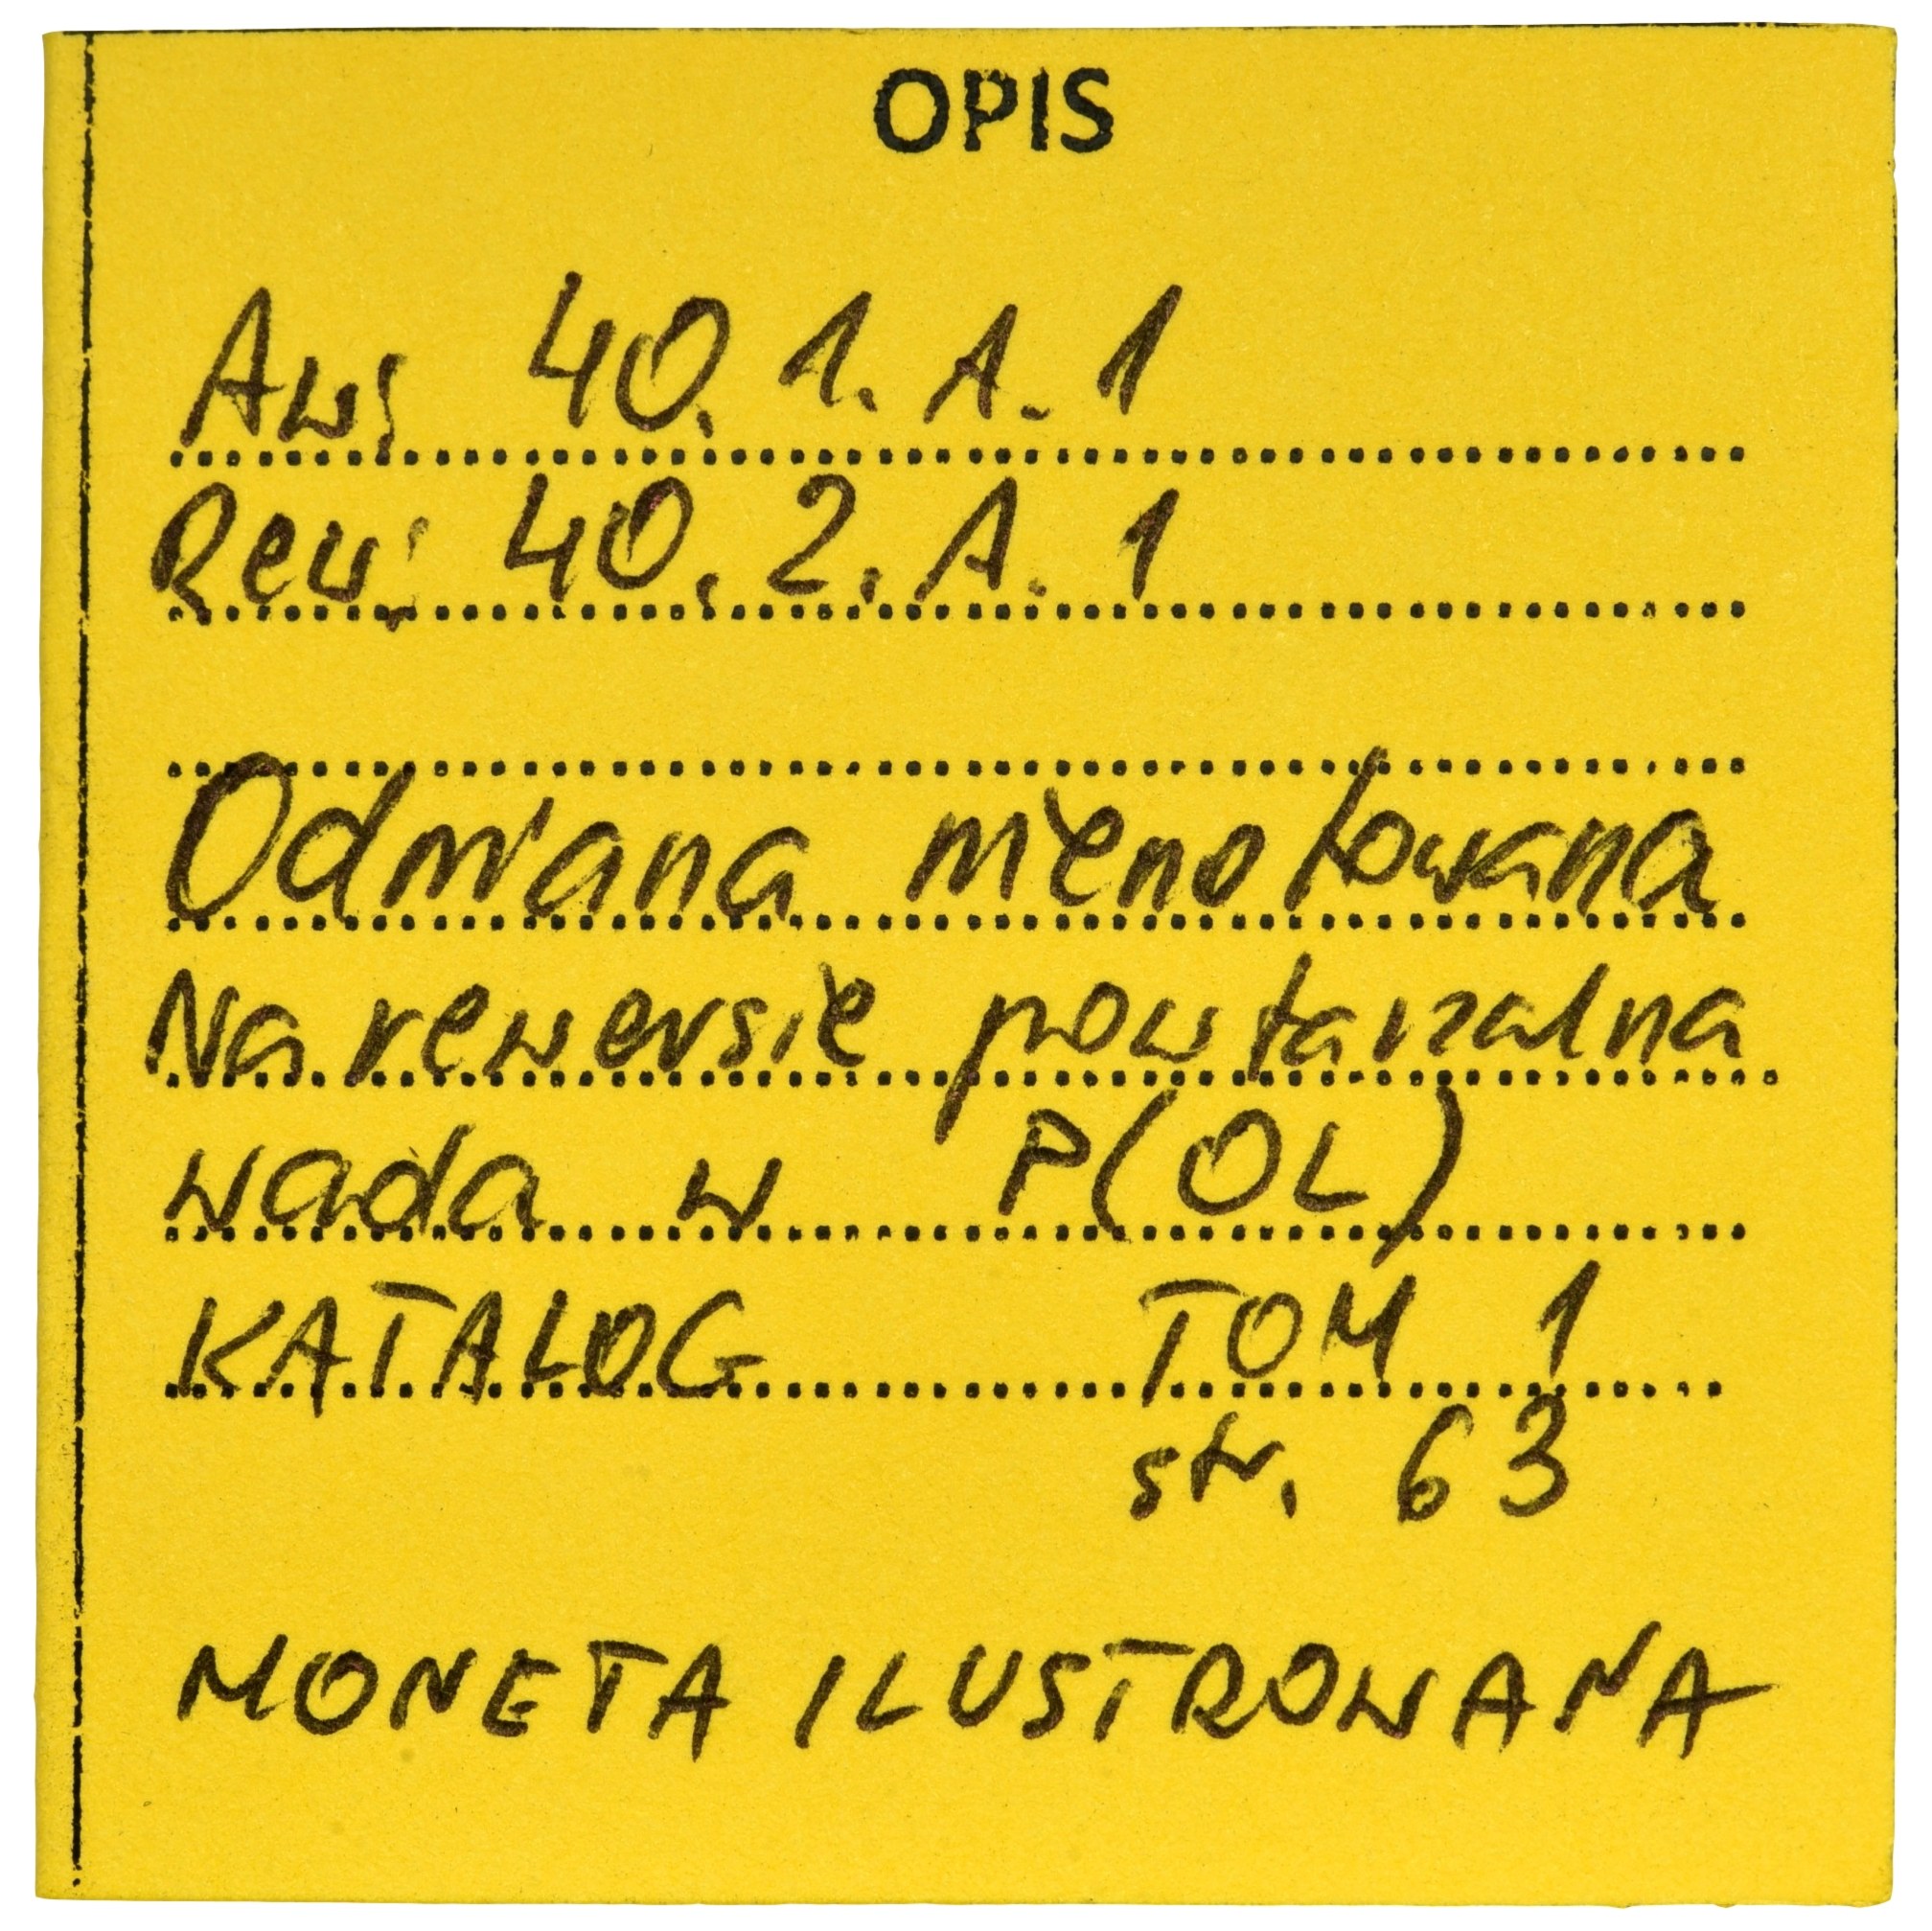 OPIS
Aw: 40.1.A.1
Rew: 40.2.A.1
Odmiana nienotowana
Na rewersie powtarzalna
wada w P(OL)
KATALOG TOM 1
str. 63
MONETA ILUSTROWANA